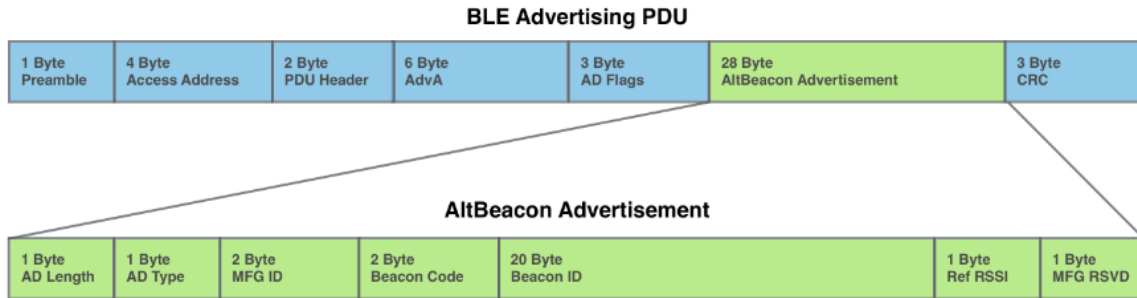 BLE Advertising PDU
1 Byte
Preamble
4 Byte
Access Address
2 Byte
PDU Header
6 Byte
AdvA
3 Byte
AD Flags
28 Byte
AltBeacon Advertisement
3 Byte
CRC
AltBeacon Advertisement
1 Byte
AD Length
1 Byte
AD Type
2 Byte
MFG ID
2 Byte
Beacon Code
20 Byte
Beacon ID
1 Byte
Ref RSSI
1 Byte
MFG RSVD